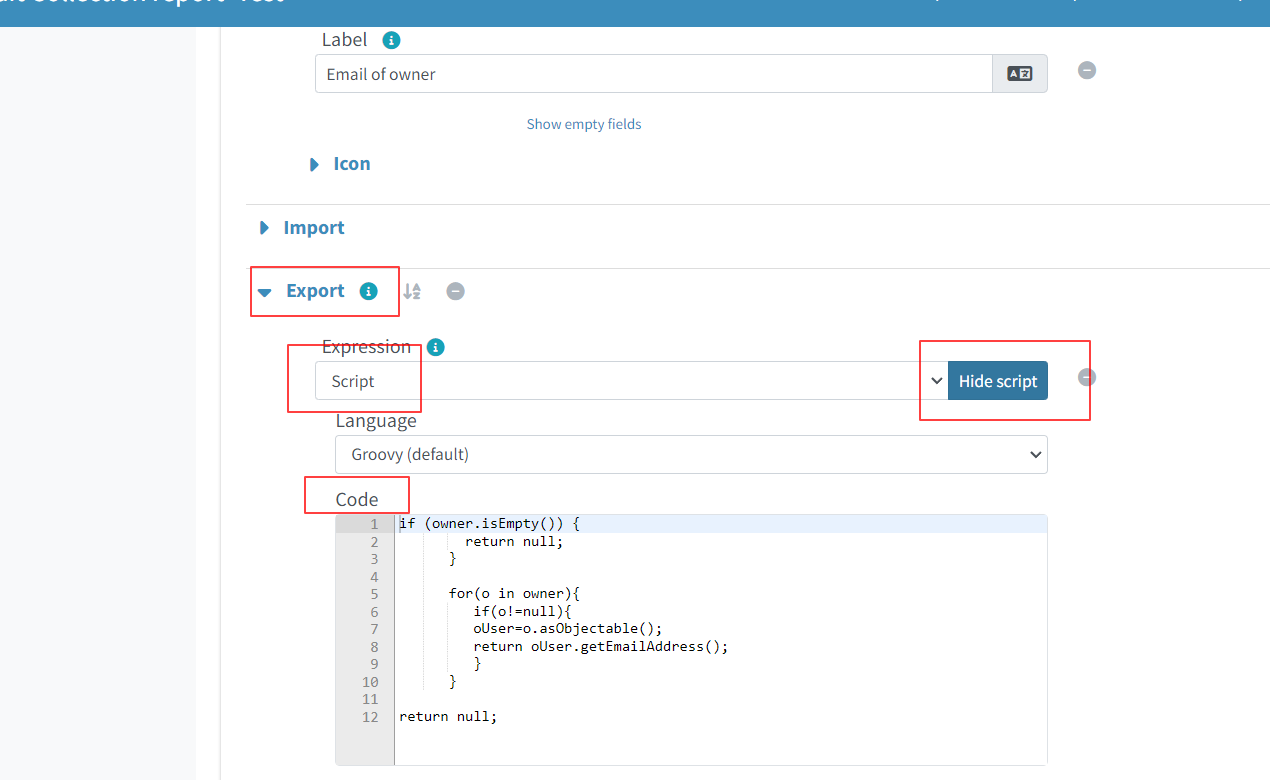 Label
Email of owner
Show empty fields
Icon
Import
Export
Expression
Script
Hide script
Language
Groovy (default)
Code
1 if (owner.isEmpty()) {
2 return null;
3 }
4
5 for(o in owner){
6 if(o!=null){
7 oUser=o.asObjectable();
8 return oUser.getEmailAddress();
9 }
10 }
11
12 return null;